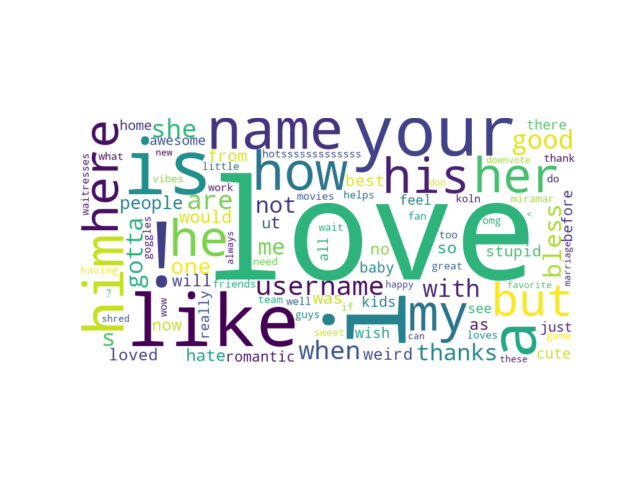 love
your
name
is
like
how
his
her
he
him
here
!
I
my
but
a
.
username
with
when
thanks
are
she
good
bless
people
gotta
not
me
one
would
will
from
best
ut
no
baby
so
stupid
feel
all
was
kids
wish
weird
hate
romantic
loved
s
now
really
home
awesome
what
new
vibes
little
work
hotsssssssssssss
movies
helps
don
koln
downvote
there
thank
do
miramar
before
marriage
fan
omg
<
too
great
wait
need
always
goggles
waitresses
having
?
shred
wow
friends
team
well
guys
sweet
if
happy
can
see
as
loves
just
favorite
game
cute
these